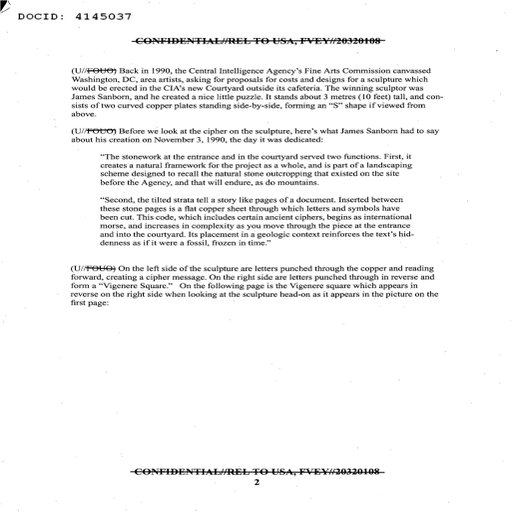 DOCID: 4145037
CONFIDENTIAL//REL TO USA, FVEY//20320108
(U//FOUO) Back in 1990, the Central Intelligence Agency's Fine Arts Commission canvassed
Washington, DC, area artists, asking for proposals for costs and designs for a sculpture which
would be erected in the CIA's new Courtyard outside its cafeteria. The winning sculptor was
James Sanborn, and he created a nice little puzzle. It stands about 3 metres (10 feet) tall, and con-
sists of two curved copper plates standing side-by-side, forming an "S" shape if viewed from
above.
(U//FOUO) Before we look at the cipher on the sculpture, here's what James Sanborn had to say
about his creation on November 3, 1990, the day it was dedicated:
"The stonework at the entrance and in the courtyard served two functions. First, it
creates a natural framework for the project as a whole, and is part of a landscaping
scheme designed to recall the natural stone outcropping that existed on the site
before the Agency, and that will endure, as do mountains.
"Second, the tilted strata tell a story like pages of a document. Inserted between
these stone pages is a flat copper sheet through which letters and symbols have
been cut. This code, which includes certain ancient ciphers, begins as international
morse, and increases in complexity as you move through the piece at the entrance
and into the courtyard. Its placement in a geologic context reinforces the text's hid-
denness as if it were a fossil, frozen in time."
(U//FOUO) On the left side of the sculpture are letters punched through the copper and reading
forward, creating a cipher message. On the right side are letters punched through in reverse and
form a "Vigenere Square." On the following page is the Vigenere square which appears in
reverse on the right side when looking at the sculpture head-on as it appears in the picture on the
first page:
CONFIDENTIAL//REL TO USA, FVEY//20320108
2